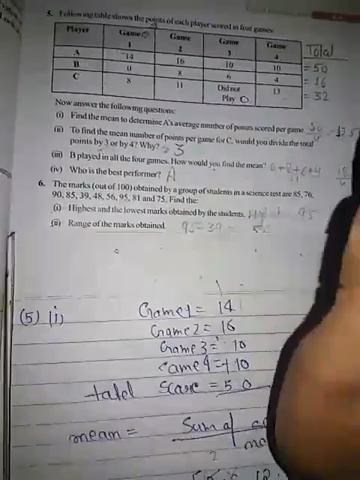 5. Following table shows the points of each player scored in four games:
Player Game 1 Game 2 Game 3 Game 4 Total
A 14 16 10 10 = 50
B 0 8 6 4 = 16
C 8 11 Did not Play 13 = 32
Now answer the following questions:
(i) Find the mean to determine A's average number of points scored per game.
(ii) To find the mean number of points per game for C, would you divide the total
points by 3 or by 4? Why? 3
(iii) B played in all the four games. How would you find the mean? 0+8+6+4
(iv) Who is the best performer? A
6. The marks (out of 100) obtained by a group of students in a science test are 85, 76,
90, 85, 39, 48, 56, 95, 81 and 75. Find the:
(i) Highest and the lowest marks obtained by the students. 95
(ii) Range of the marks obtained. 95-39 =
(5) (i) Game 1 = 14
Game 2 = 16
Game 3 = 10
Game 4 = + 10
total Score = 50
mean = Sum of